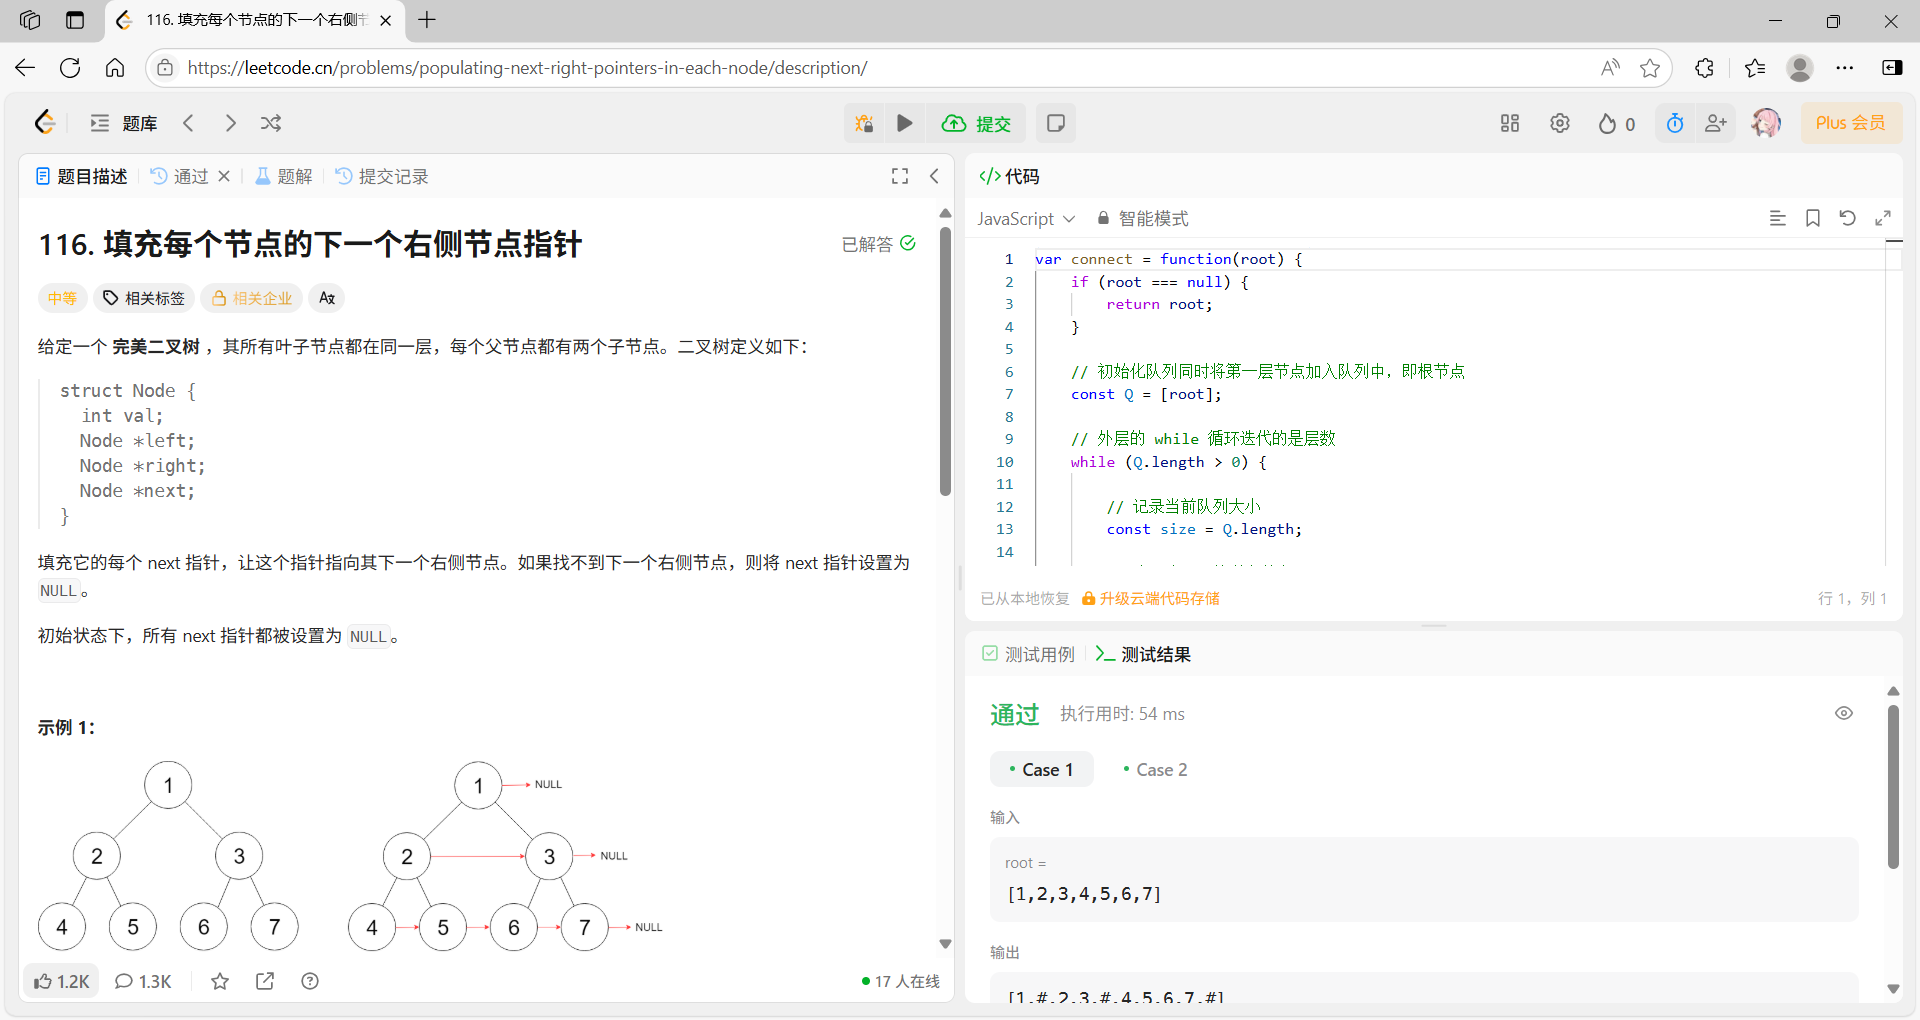 116. 填充每个节点的下一个右侧节
https://leetcode.cn/problems/populating-next-right-pointers-in-each-node/description/
题库
提交
0
Plus 会员
题目描述
通过
题解
提交记录
116. 填充每个节点的下一个右侧节点指针
已解答
中等
相关标签
相关企业
给定一个 完美二叉树 ，其所有叶子节点都在同一层，每个父节点都有两个子节点。二叉树定义如下：
struct Node {
int val;
Node *left;
Node *right;
Node *next;
}
填充它的每个 next 指针，让这个指针指向其下一个右侧节点。如果找不到下一个右侧节点，则将 next 指针设置为
NULL。
初始状态下，所有 next 指针都被设置为 NULL。
示例 1：
1
2 3
4 5 6 7
1 NULL
2 3 NULL
4 5 6 7 NULL
1.2K
1.3K
17 人在线
</> 代码
JavaScript
智能模式
1 var connect = function(root) {
2 if (root === null) {
3 return root;
4 }
5
6 // 初始化队列同时将第一层节点加入队列中，即根节点
7 const Q = [root];
8
9 // 外层的 while 循环迭代的是层数
10 while (Q.length > 0) {
11
12 // 记录当前队列大小
13 const size = Q.length;
14
已从本地恢复
升级云端代码存储
行 1，列 1
测试用例
测试结果
通过
执行用时: 54 ms
Case 1
Case 2
输入
root =
[1,2,3,4,5,6,7]
输出
[1,#,2,3,#,4,5,6,7,#]